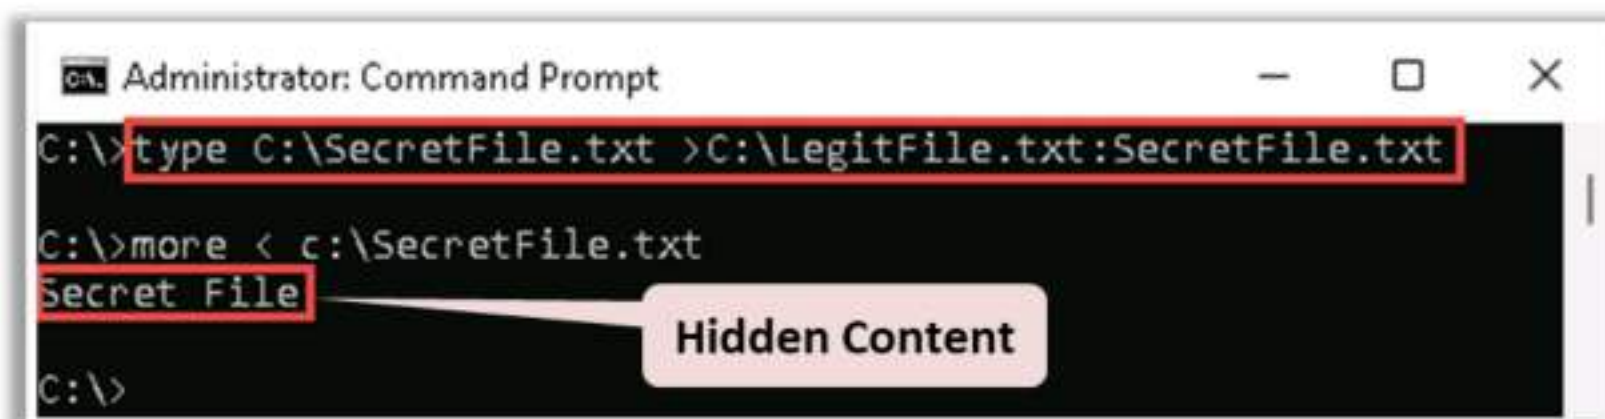 Administrator: Command Prompt
C:\>type C:\SecretFile.txt >C:\LegitFile.txt:SecretFile.txt
C:\>more < c:\SecretFile.txt
Secret File
Hidden Content
C:\>